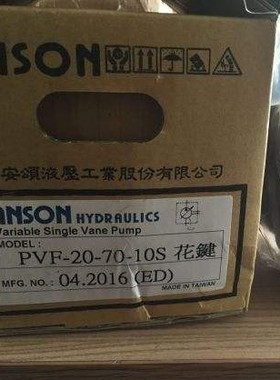 NSON
安頌液壓工業股份有限公司
ANSON HYDRAULICS
Variable Single Vane Pump
MODEL :
PVF-20-70-10S 花鍵
MFG. NO. : 04.2016 (ED)
MADE IN TAIWAN